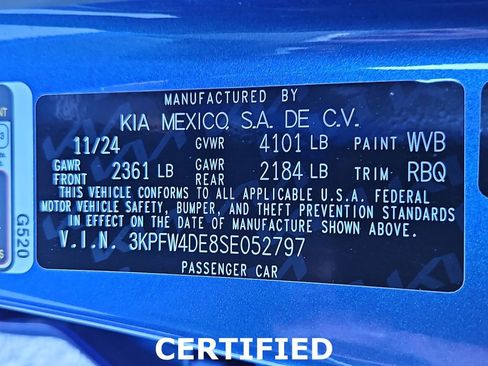 MANUFACTURED BY
KIA MEXICO, S.A. DE C.V.
11/24 GVWR 4101 LB PAINT WVB
GAWR FRONT 2361 LB GAWR REAR 2184 LB TRIM RBQ
THIS VEHICLE CONFORMS TO ALL APPLICABLE U.S.A. FEDERAL
MOTOR VEHICLE SAFETY, BUMPER, AND THEFT PREVENTION STANDARDS
IN EFFECT ON THE DATE OF MANUFACTURE SHOWN ABOVE.
V.I.N. 3KPFW4DE8SE052797
PASSENGER CAR
G520
CERTIFIED